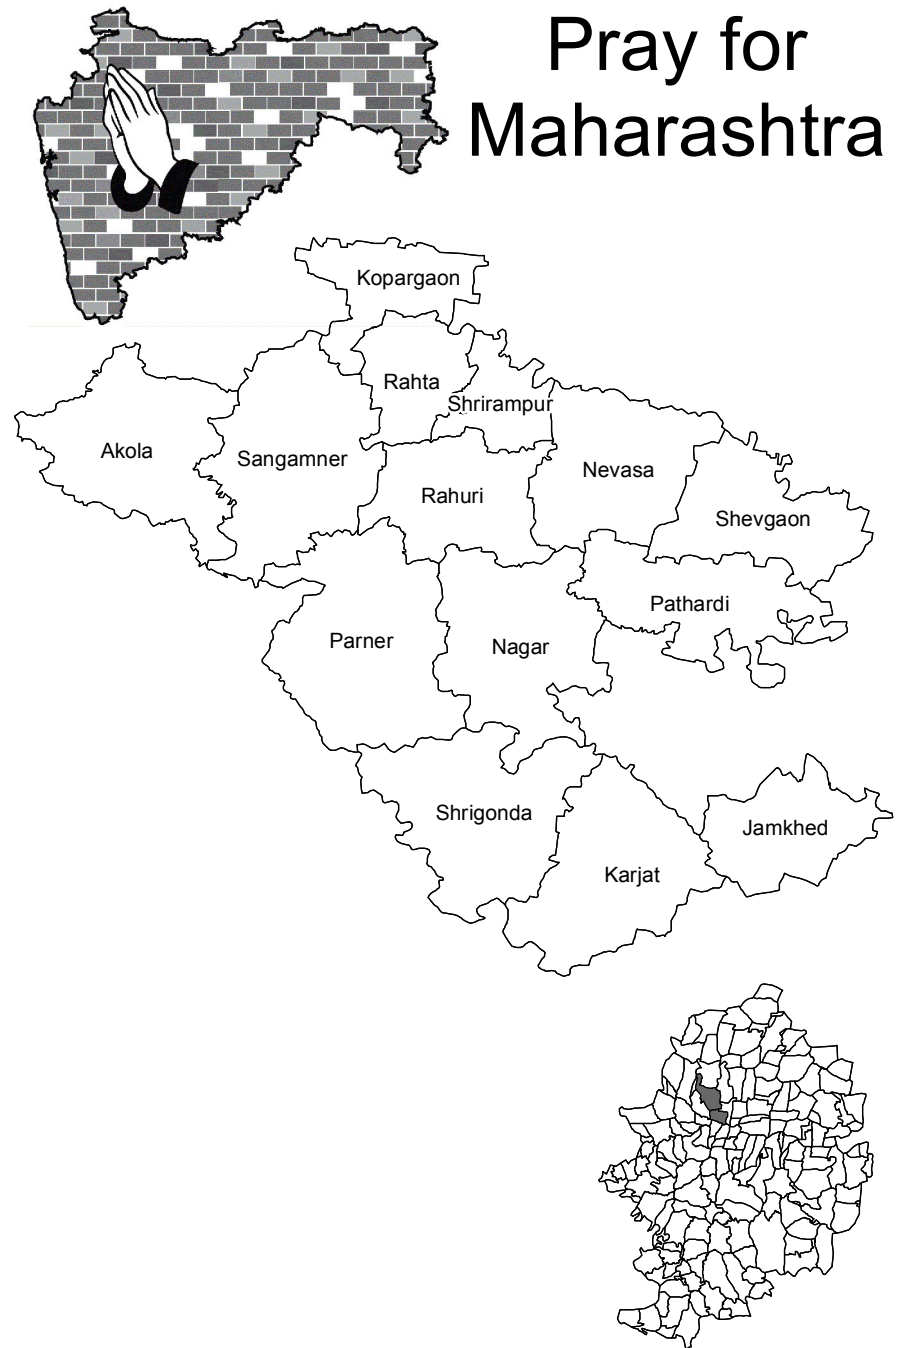 Pray for
Maharashtra
Kopargaon
Rahta
Shrirampur
Akola
Sangamner
Nevasa
Rahuri
Shevgaon
Pathardi
Parner
Nagar
Shrigonda
Jamkhed
Karjat